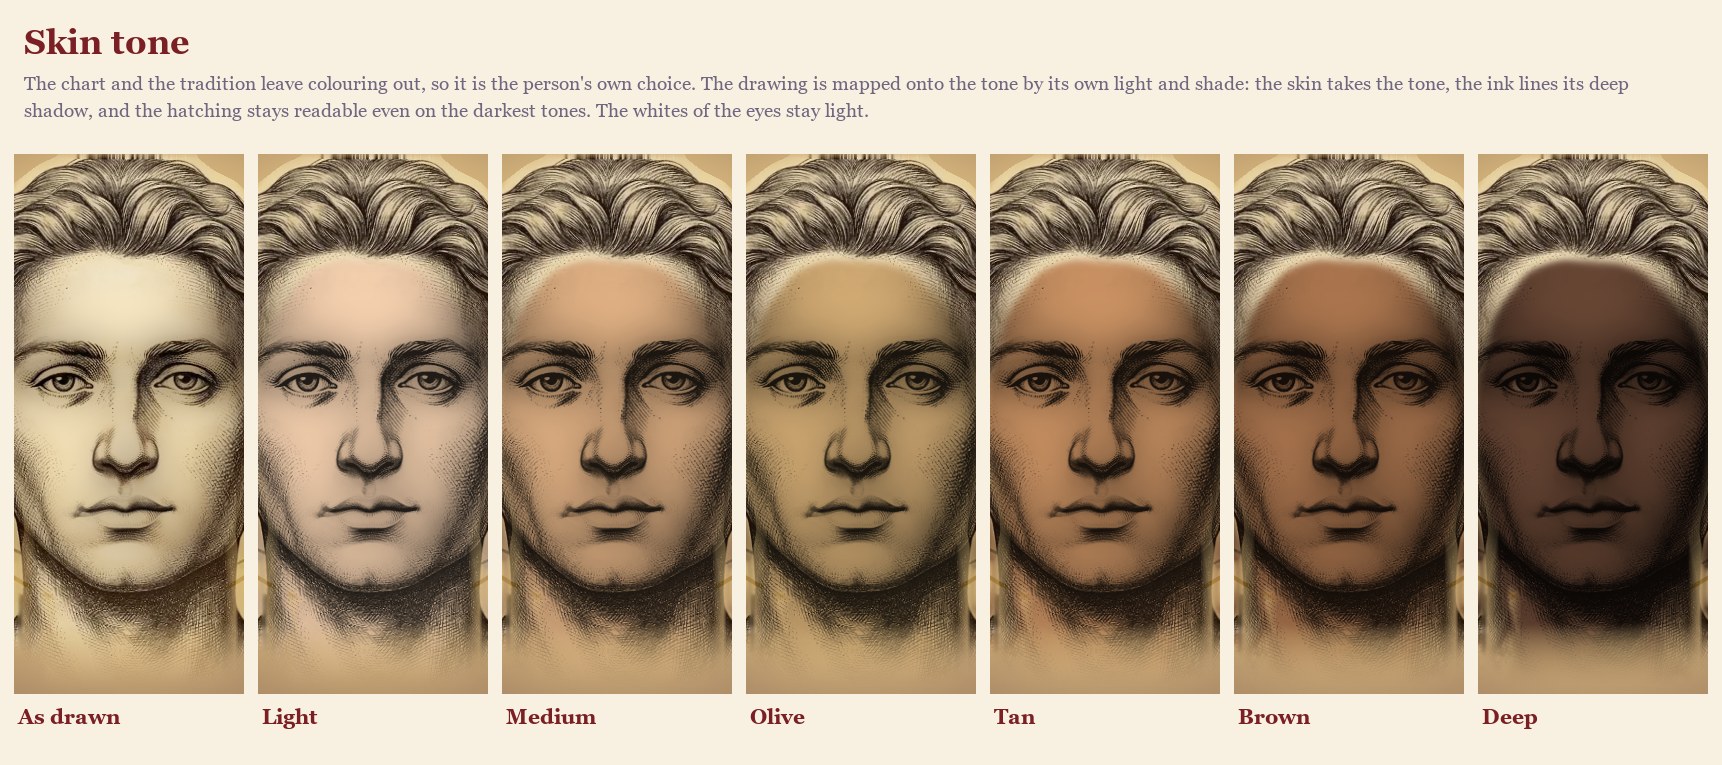 Skin tone
The chart and the tradition leave colouring out, so it is the person's own choice. The drawing is mapped onto the tone by its own light and shade: the skin takes the tone, the ink lines its deep
shadow, and the hatching stays readable even on the darkest tones. The whites of the eyes stay light.
As drawn
Light
Medium
Olive
Tan
Brown
Deep